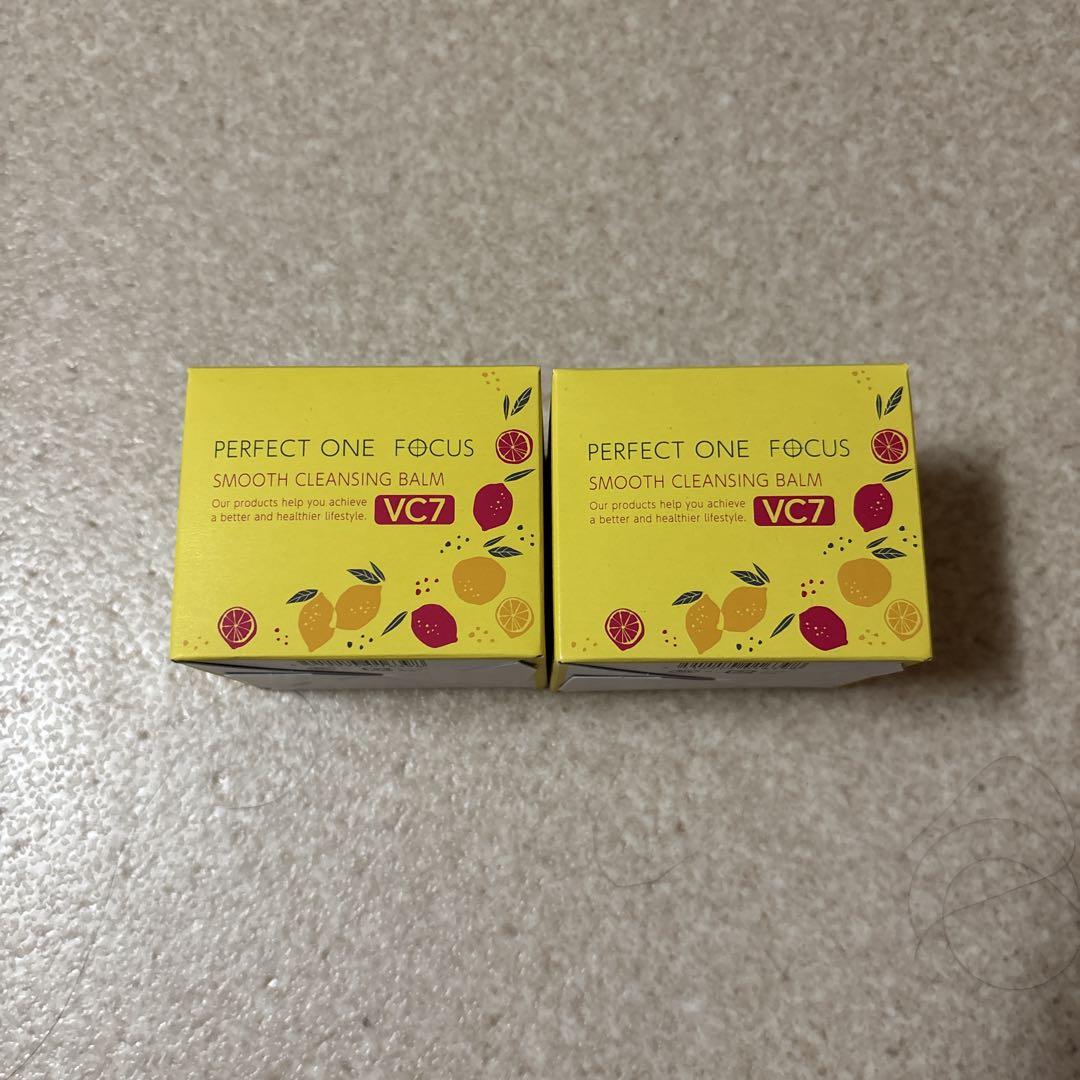 PERFECT ONE FOCUS
SMOOTH CLEANSING BALM
Our products help you achieve
a better and healthier lifestyle.
VC7
PERFECT ONE FOCUS
SMOOTH CLEANSING BALM
Our products help you achieve
a better and healthier lifestyle.
VC7